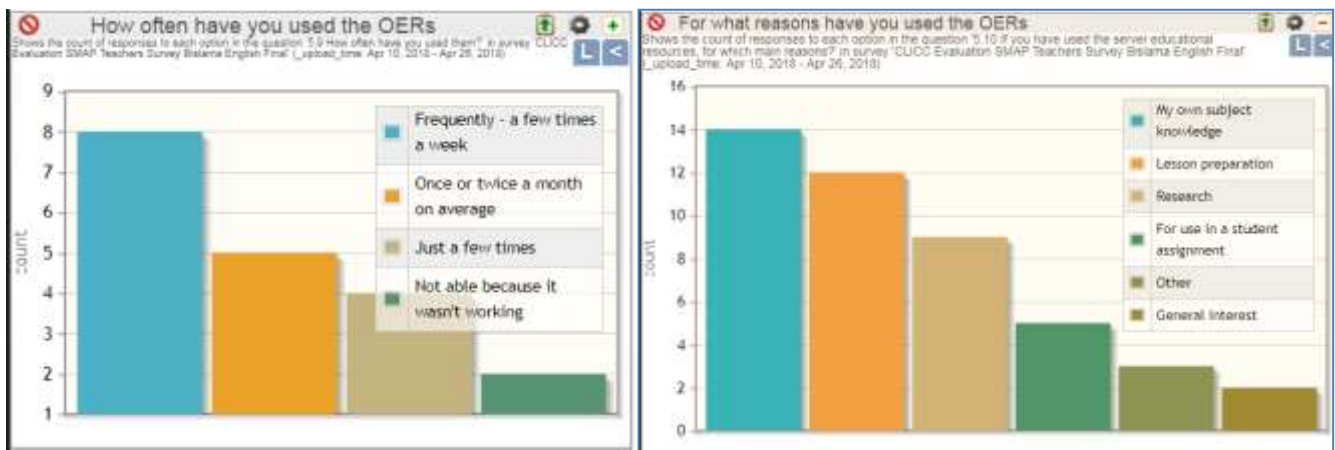 How often have you used the OERs
Shows the count of responses to each option in the question '5.9 How often have you used them?' in survey 'CLICC
Evaluation SMAP Teachers Survey Bislama English Final' (_upload_time: Apr 10, 2018 - Apr 26, 2018)
L <
9
8
7
6
5
4
3
2
1
count
Frequently - a few times
a week
Once or twice a month
on average
Just a few times
Not able because it
wasn't working
For what reasons have you used the OERs
Shows the count of responses to each option in the question '5.10 If you have used the server educational
resources, for which main reasons?' in survey 'CLICC Evaluation SMAP Teachers Survey Bislama English Final'
(_upload_time: Apr 10, 2018 - Apr 26, 2018)
L <
16
14
12
10
8
6
4
2
0
count
My own subject
knowledge
Lesson preparation
Research
For use in a student
assignment
Other
General interest